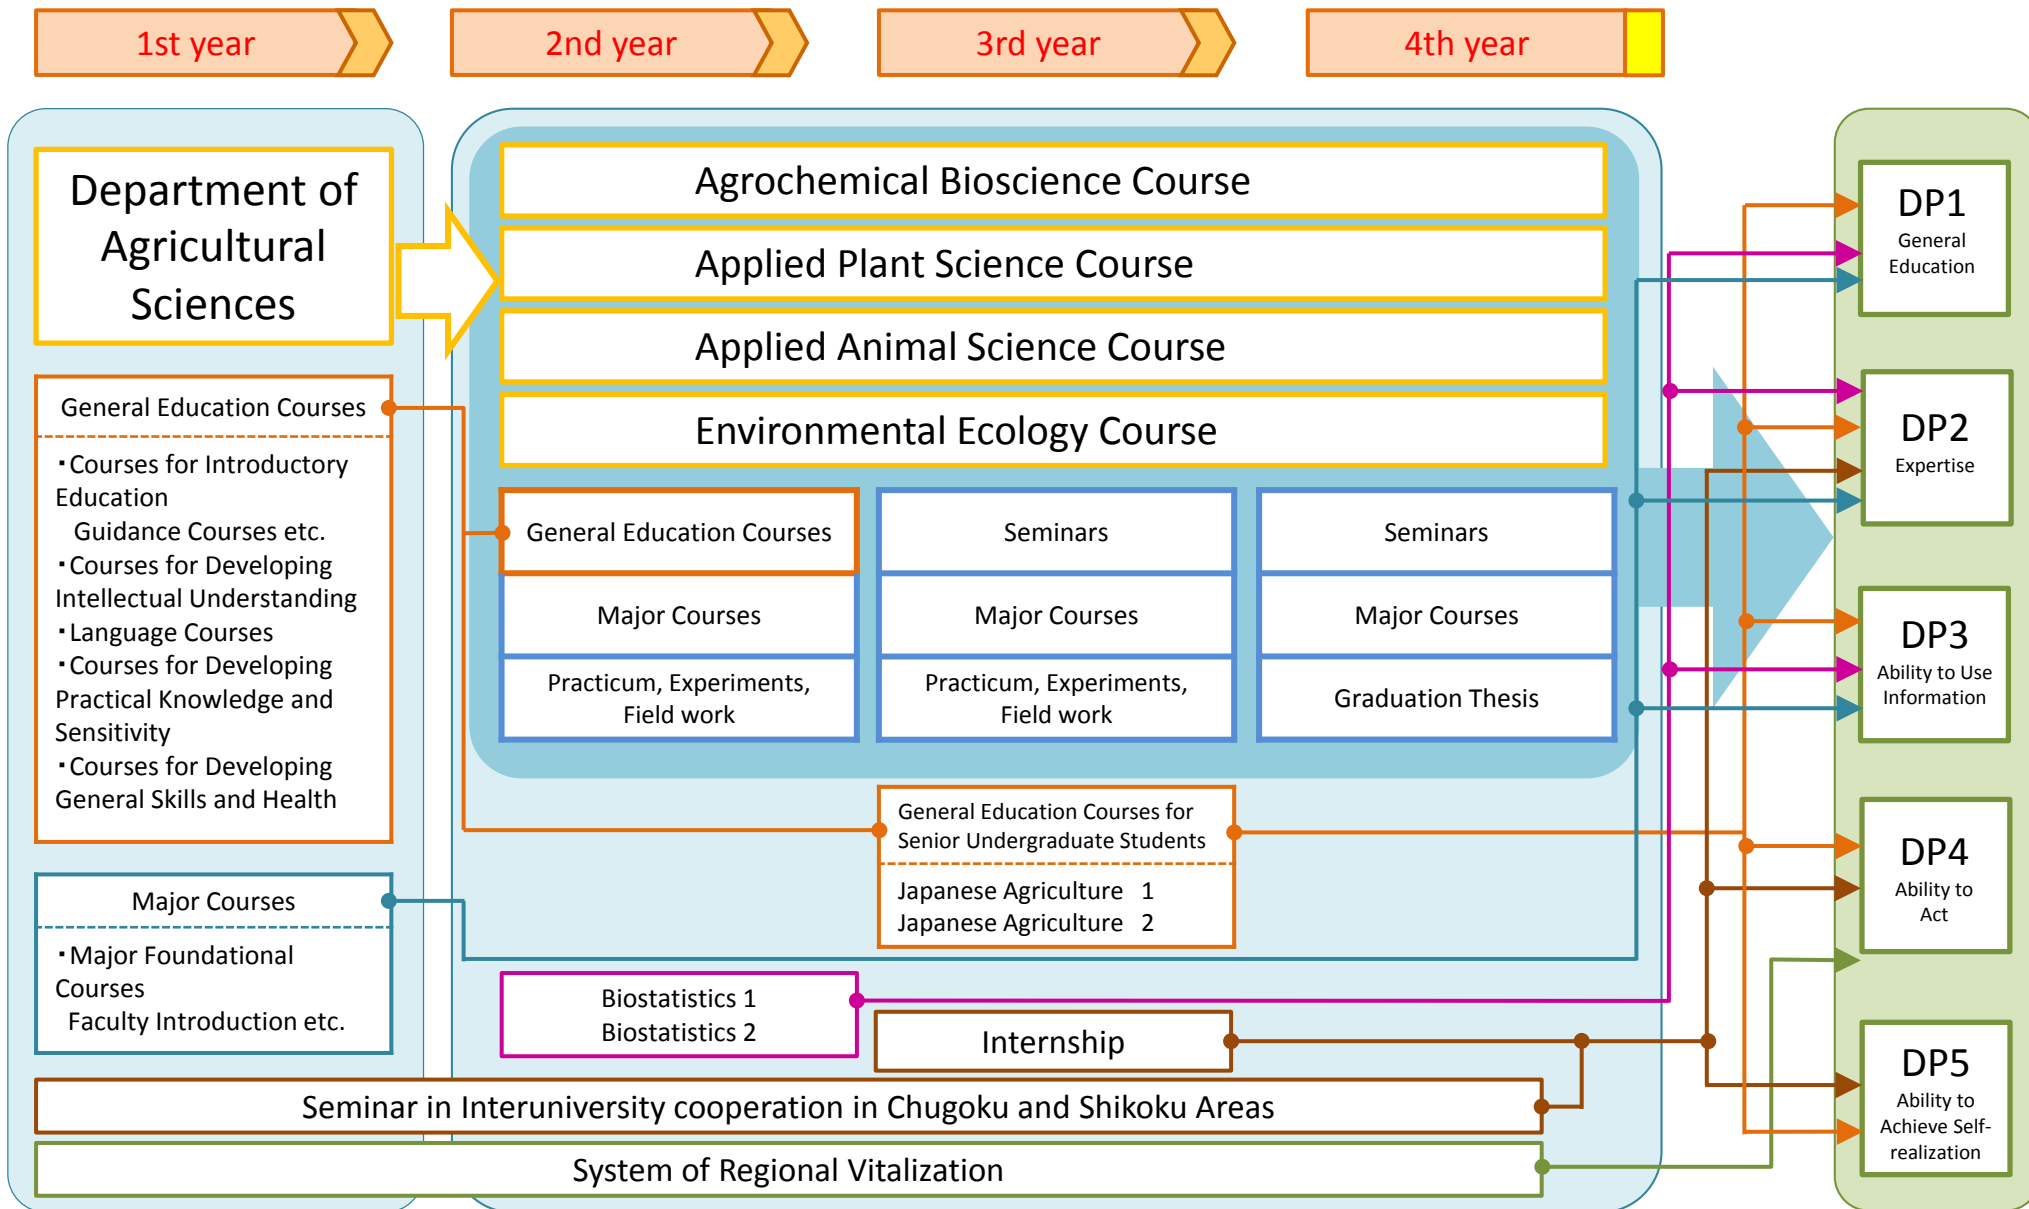 1st year
2nd year
3rd year
4th year
Department of
Agricultural
Sciences
General Education Courses
・Courses for Introductory
Education
Guidance Courses etc.
・Courses for Developing
Intellectual Understanding
・Language Courses
・Courses for Developing
Practical Knowledge and
Sensitivity
・Courses for Developing
General Skills and Health
Major Courses
・Major Foundational
Courses
Faculty Introduction etc.
Agrochemical Bioscience Course
Applied Plant Science Course
Applied Animal Science Course
Environmental Ecology Course
General Education Courses
Seminars
Seminars
Major Courses
Major Courses
Major Courses
Practicum, Experiments,
Field work
Practicum, Experiments,
Field work
Graduation Thesis
General Education Courses for
Senior Undergraduate Students
Japanese Agriculture 1
Japanese Agriculture 2
Biostatistics 1
Biostatistics 2
Internship
Seminar in Interuniversity cooperation in Chugoku and Shikoku Areas
System of Regional Vitalization
DP1
General
Education
DP2
Expertise
DP3
Ability to Use
Information
DP4
Ability to
Act
DP5
Ability to
Achieve Self-
realization